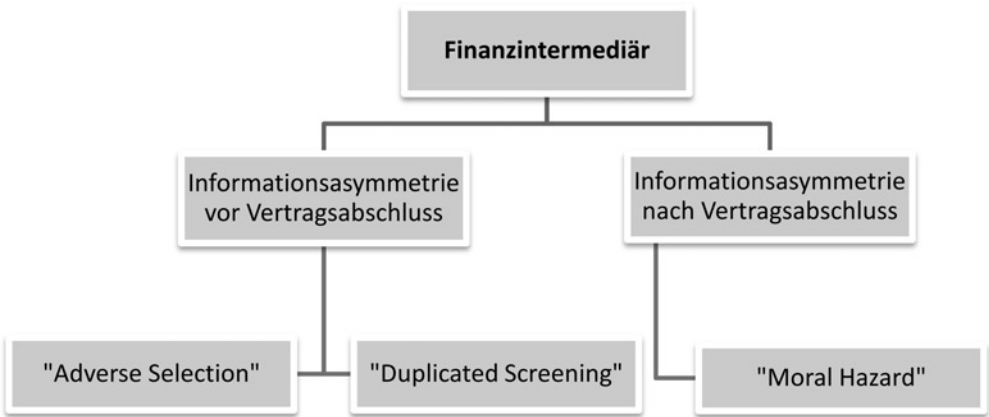 Finanzintermediär
Informationsasymmetrie
vor Vertragsabschluss
Informationsasymmetrie
nach Vertragsabschluss
"Adverse Selection"
"Duplicated Screening"
"Moral Hazard"